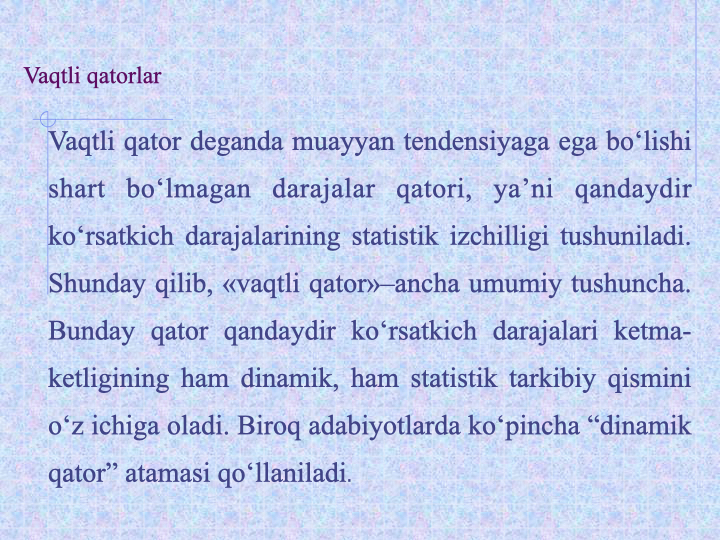 Vaqtli qatorlar
Vaqtli qator deganda muayyan tendensiyaga ega bo‘lishi
shart bo‘lmagan darajalar qatori, ya’ni qandaydir
ko‘rsatkich darajalarining statistik izchilligi tushuniladi.
Shunday qilib, «vaqtli qator»–ancha umumiy tushuncha.
Bunday qator qandaydir ko‘rsatkich darajalari ketma-
ketligining ham dinamik, ham statistik tarkibiy qismini
o‘z ichiga oladi. Biroq adabiyotlarda ko‘pincha “dinamik
qator” atamasi qo‘llaniladi.